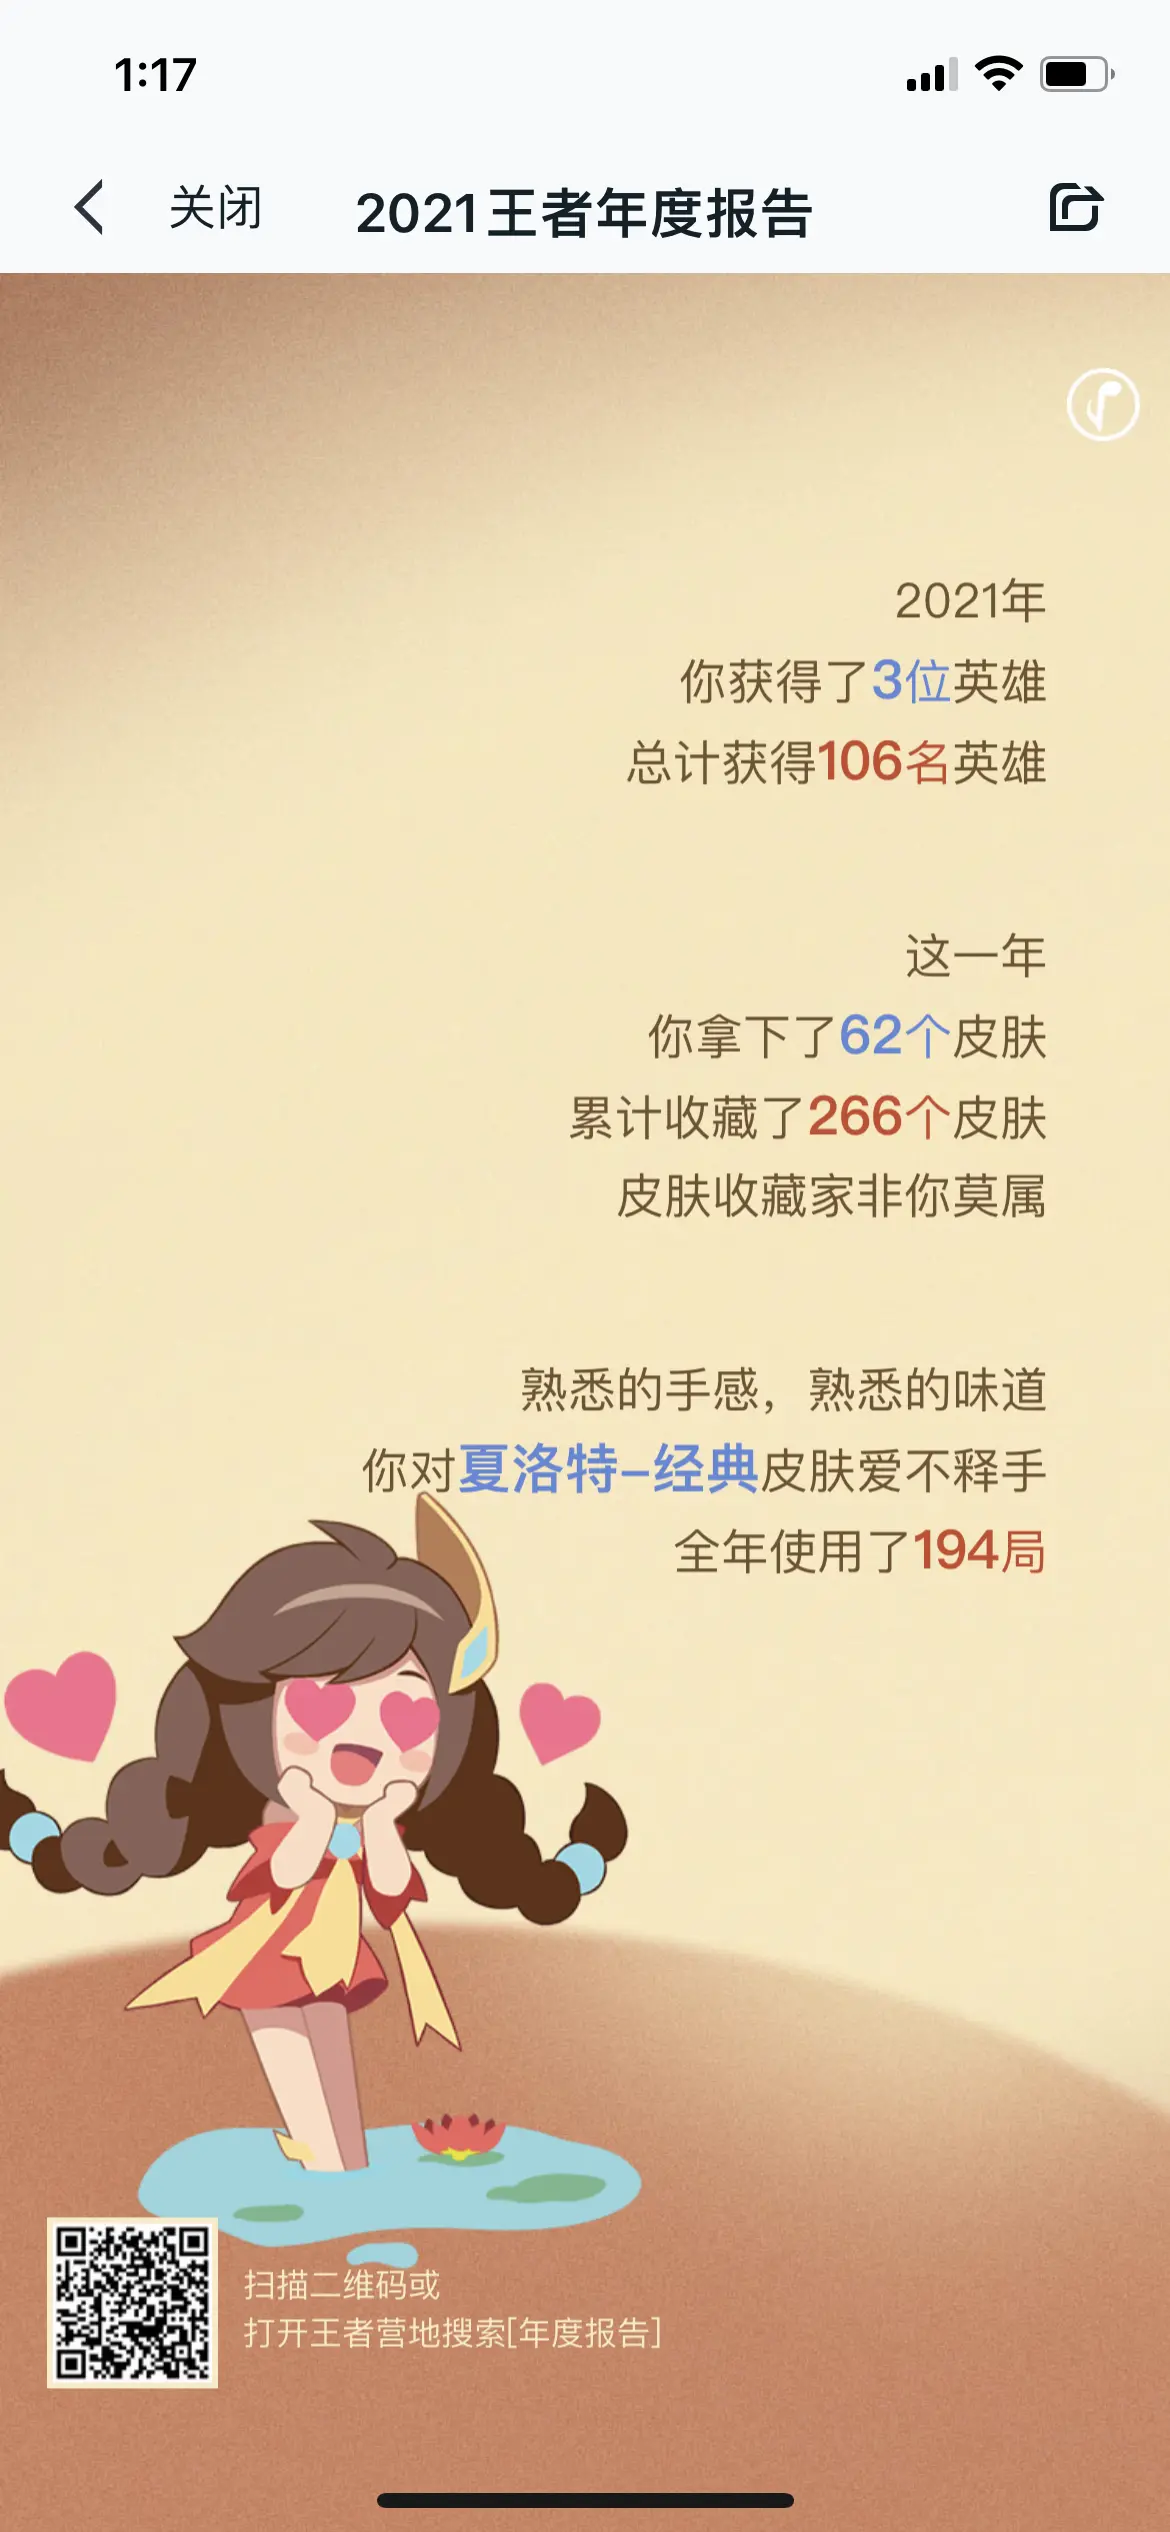 1:17
关闭
2021王者年度报告
2021年
你获得了3位英雄
总计获得106名英雄
这一年
你拿下了62个皮肤
累计收藏了266个皮肤
皮肤收藏家非你莫属
熟悉的手感，熟悉的味道
你对夏洛特-经典皮肤爱不释手
全年使用了194局
扫描二维码或
打开王者营地搜索[年度报告]